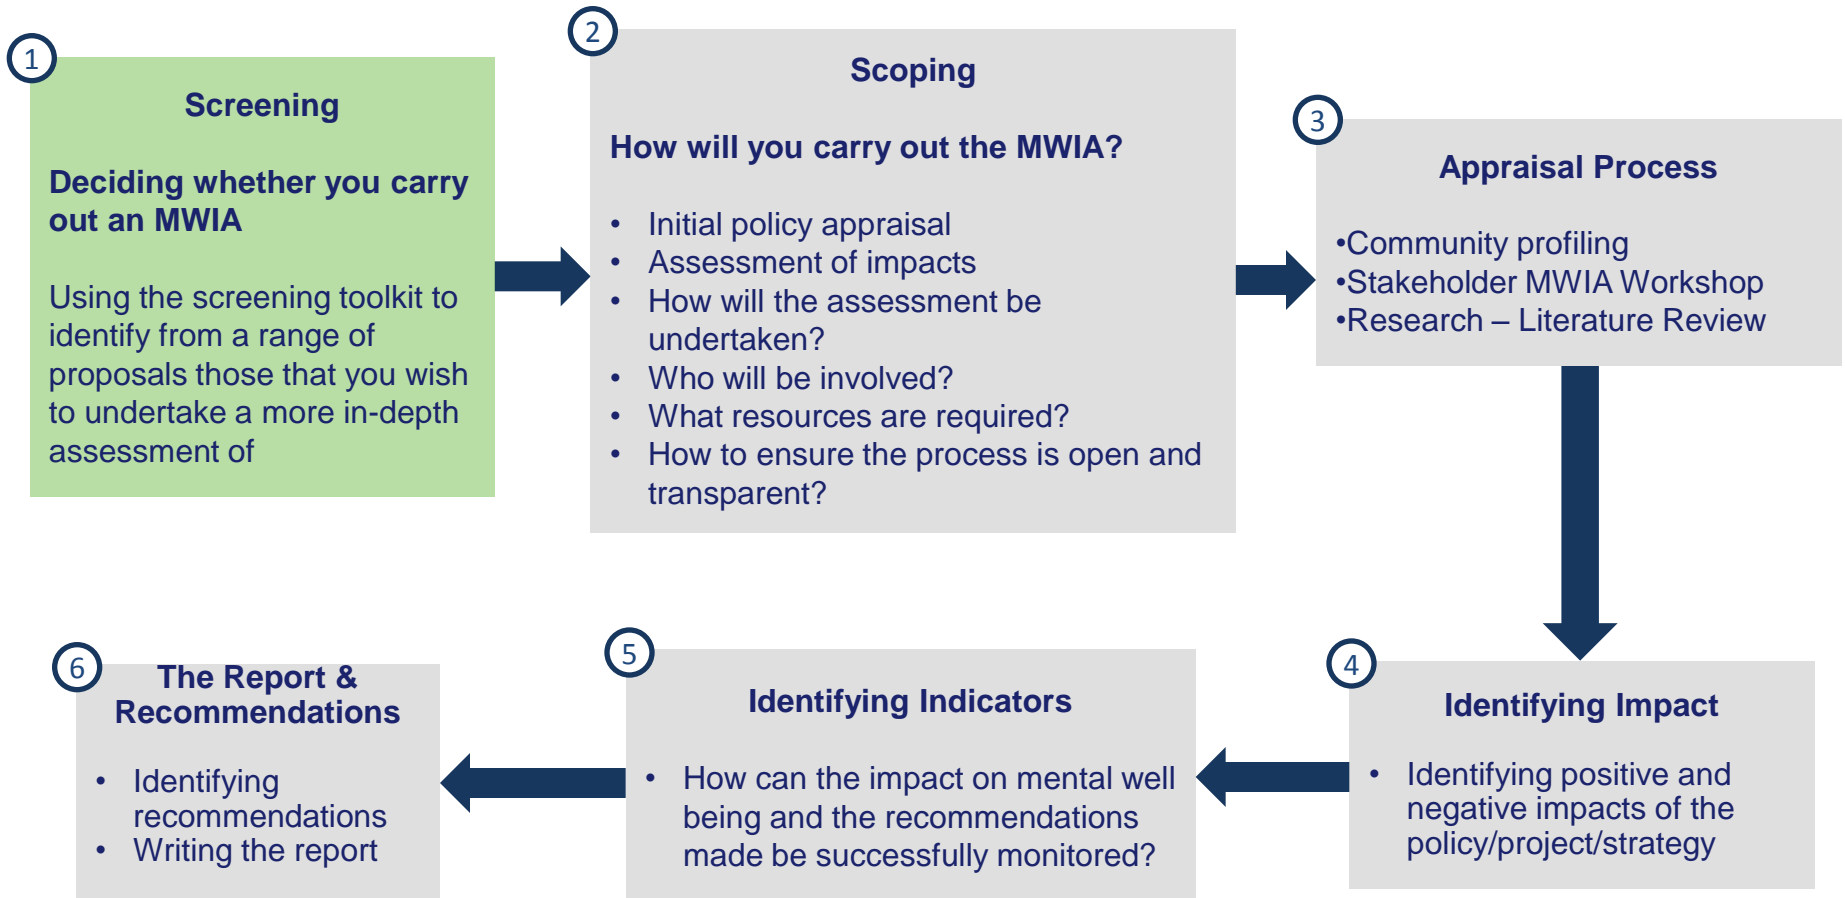 1
Screening
Deciding whether you carry
out an MWIA
Using the screening toolkit to
identify from a range of
proposals those that you wish
to undertake a more in-depth
assessment of
2
Scoping
How will you carry out the MWIA?
• Initial policy appraisal
• Assessment of impacts
• How will the assessment be
undertaken?
• Who will be involved?
• What resources are required?
• How to ensure the process is open and
transparent?
3
Appraisal Process
•Community profiling
•Stakeholder MWIA Workshop
•Research – Literature Review
4
Identifying Impact
• Identifying positive and
negative impacts of the
policy/project/strategy
5
Identifying Indicators
• How can the impact on mental well
being and the recommendations
made be successfully monitored?
6
The Report &
Recommendations
• Identifying
recommendations
• Writing the report